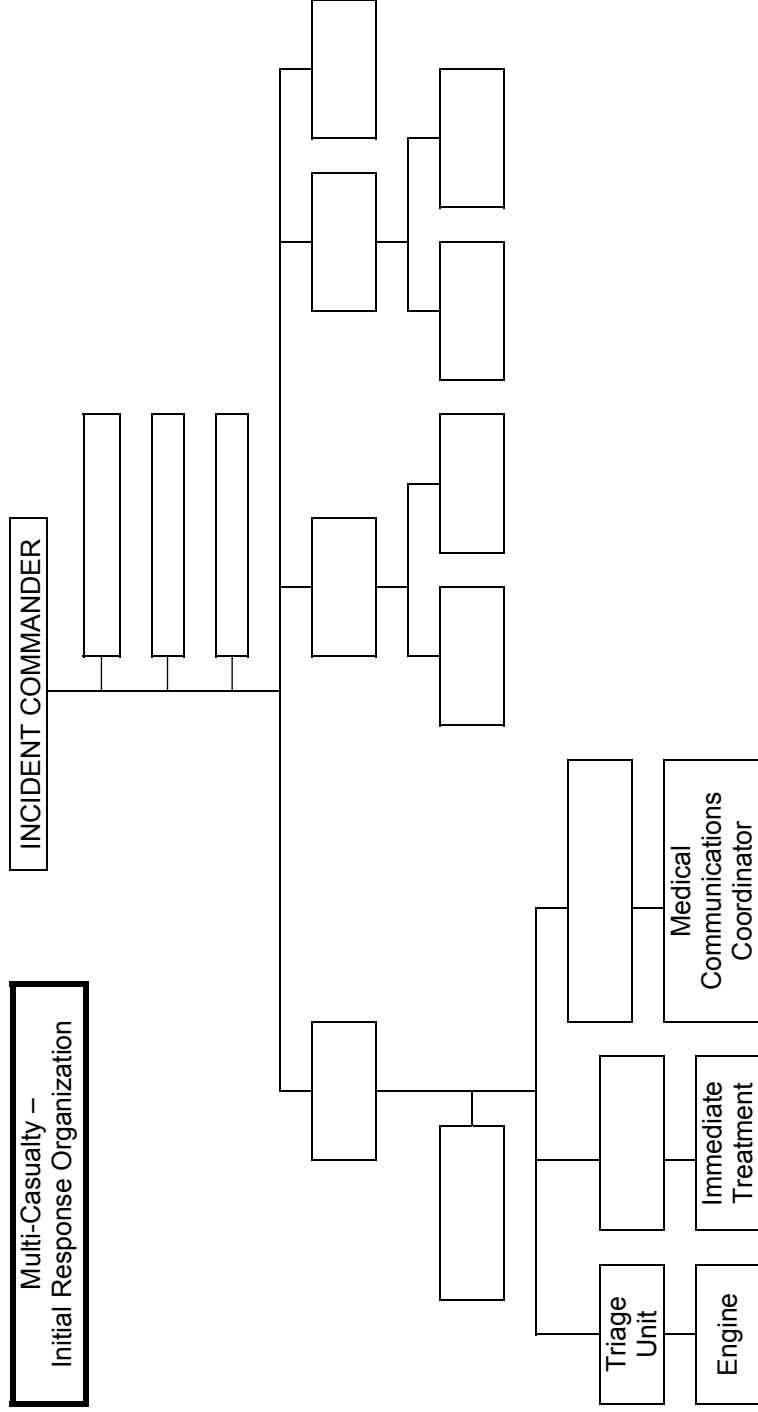 Multi-Casualty –
Initial Response Organization
INCIDENT COMMANDER
Triage
Unit
Engine
Immediate
Treatment
Medical
Communications
Coordinator